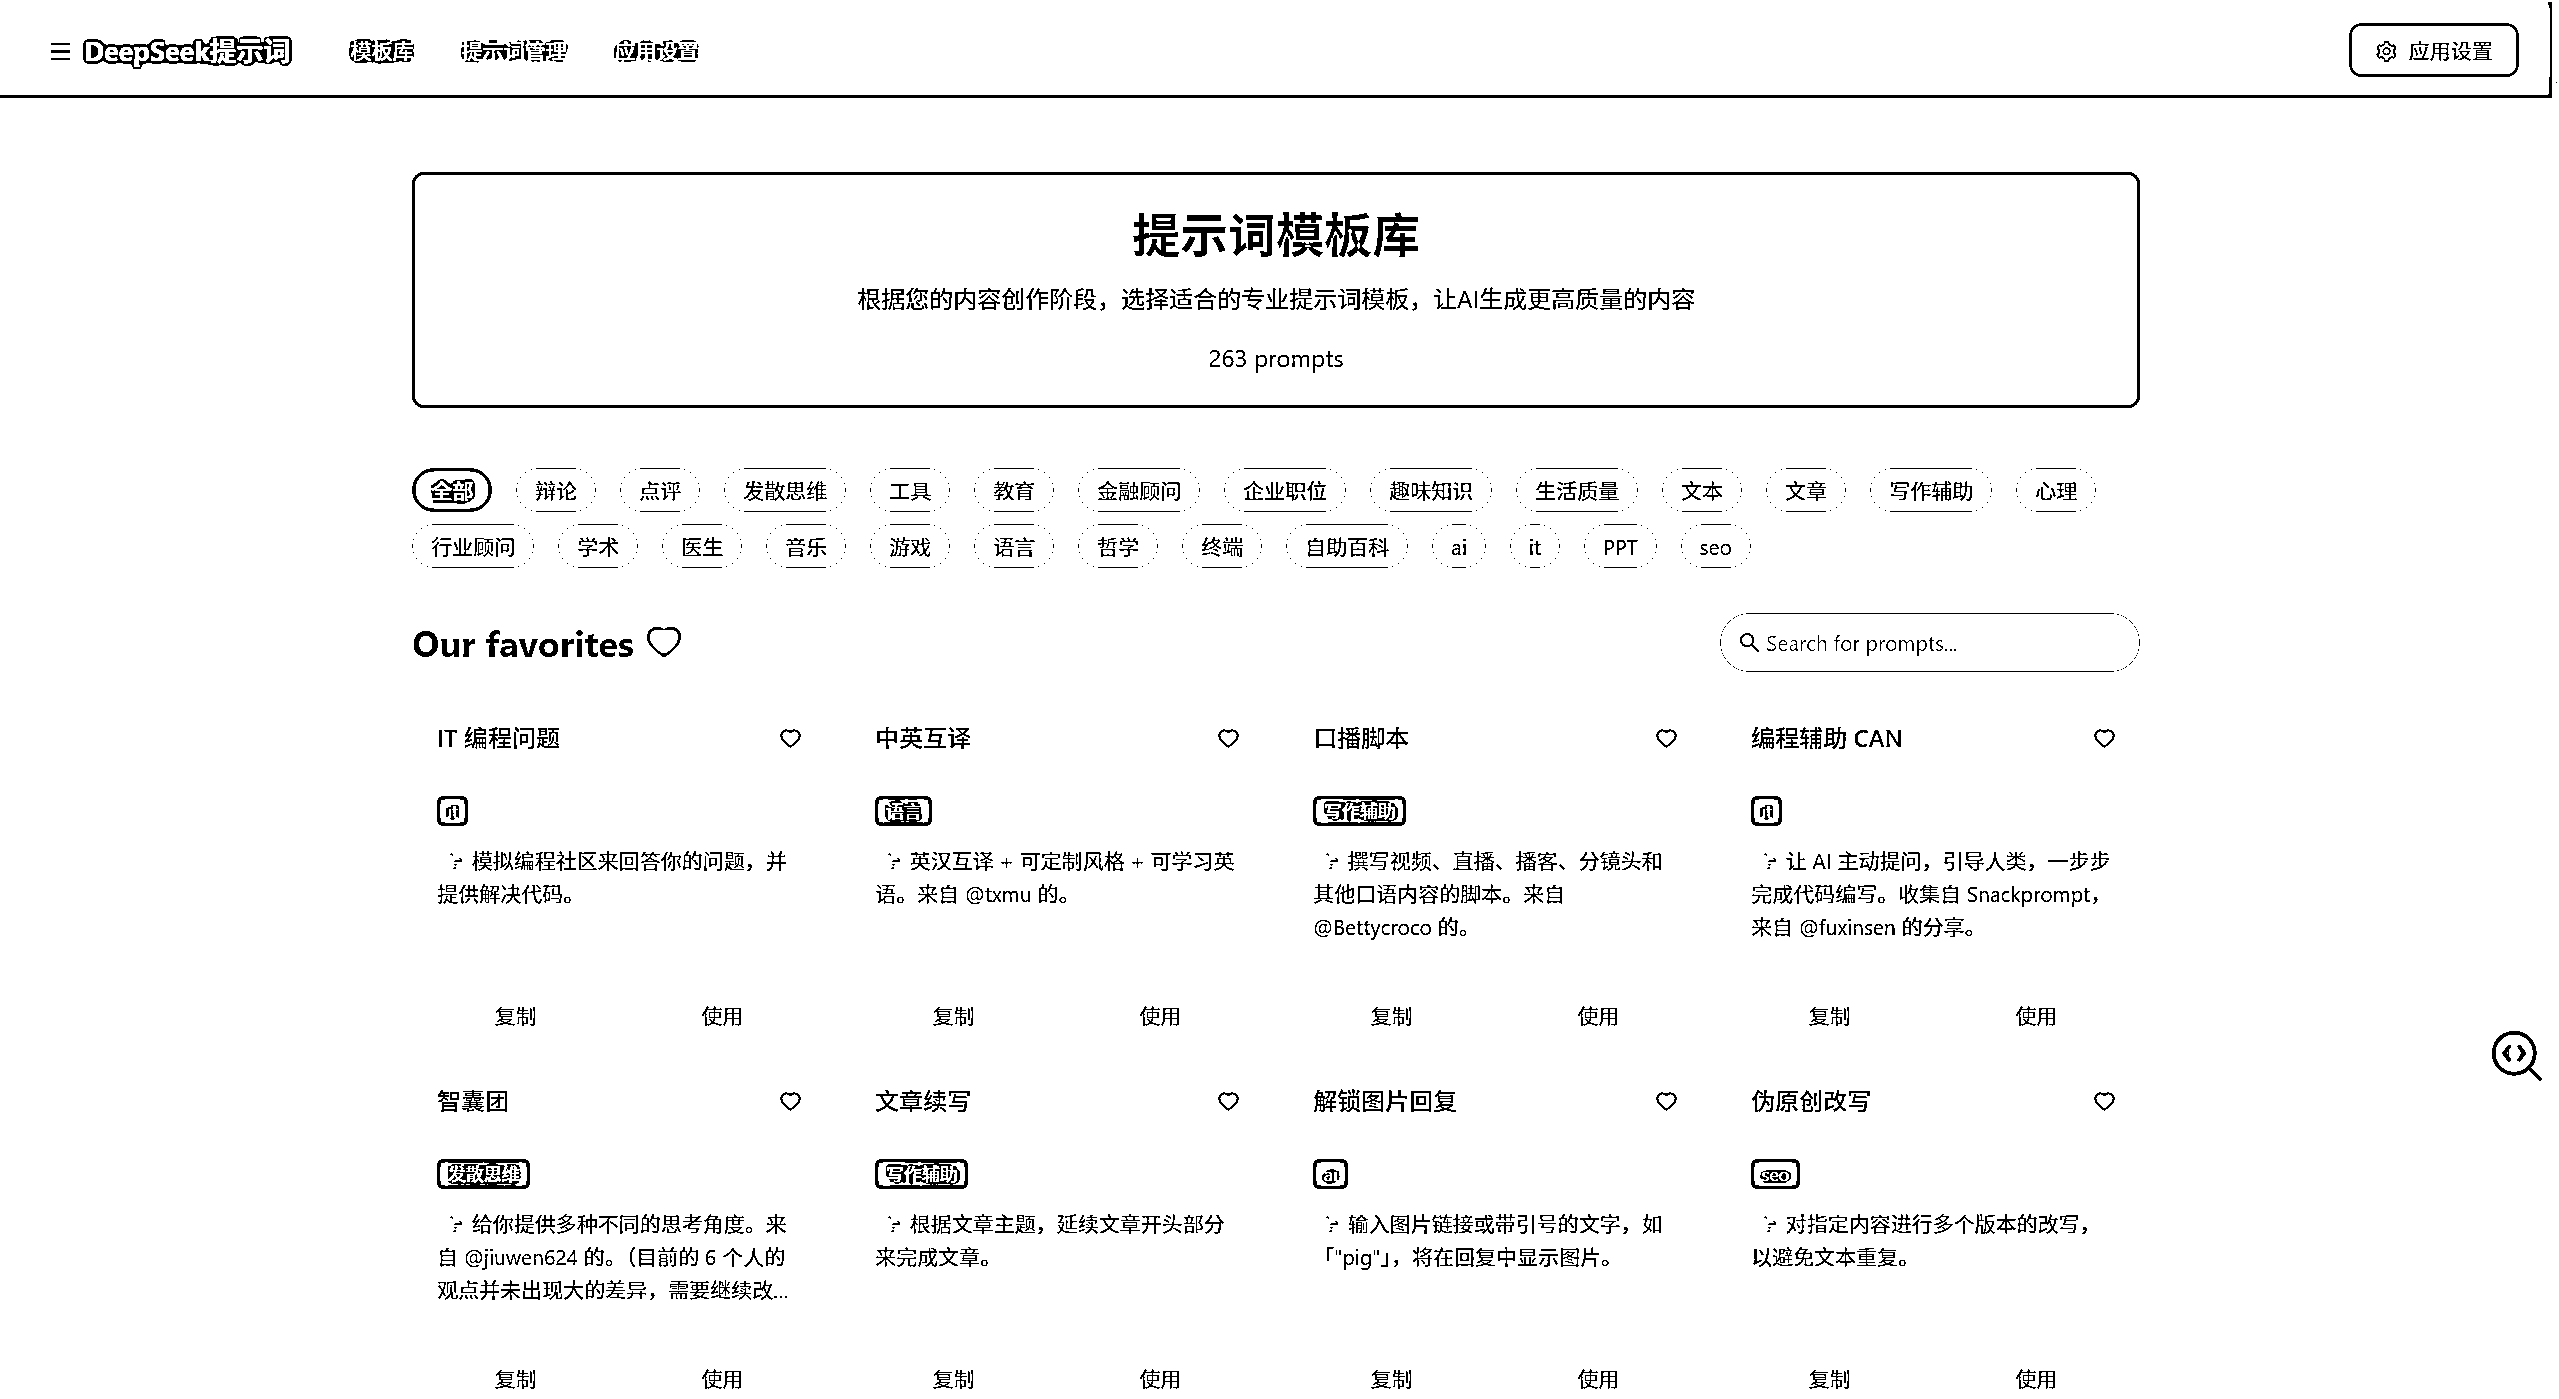 DeepSeek提示词 模板库 提示词管理 应用设置 应用设置
提示词模板库
根据您的内容创作阶段，选择适合的专业提示词模板，让AI生成更高质量的内容
263 prompts
全部 辩论 点评 发散思维 工具 教育 金融顾问 企业职位 趣味知识 生活质量 文本 文章 写作辅助 心理
行业顾问 学术 医生 音乐 游戏 语言 哲学 终端 自助百科 ai it PPT seo
Our favorites
Search for prompts...
IT 编程问题
it
模拟编程社区来回答你的问题，并
提供解决代码。
复制 使用
中英互译
语言
英汉互译 + 可定制风格 + 可学习英
语。来自 @txmu 的。
复制 使用
口播脚本
写作辅助
撰写视频、直播、播客、分镜头和
其他口语内容的脚本。来自
@Bettycroco 的。
复制 使用
编程辅助 CAN
it
让 AI 主动提问，引导人类，一步步
完成代码编写。收集自 Snackprompt，
来自 @fuxinsen 的分享。
复制 使用
智囊团
发散思维
给你提供多种不同的思考角度。来
自 @jiuwen624 的。（目前的 6 个人的
观点并未出现大的差异，需要继续改...
复制 使用
文章续写
写作辅助
根据文章主题，延续文章开头部分
来完成文章。
复制 使用
解锁图片回复
ai
输入图片链接或带引号的文字，如
「"pig"」，将在回复中显示图片。
复制 使用
伪原创改写
seo
对指定内容进行多个版本的改写，
以避免文本重复。
复制 使用